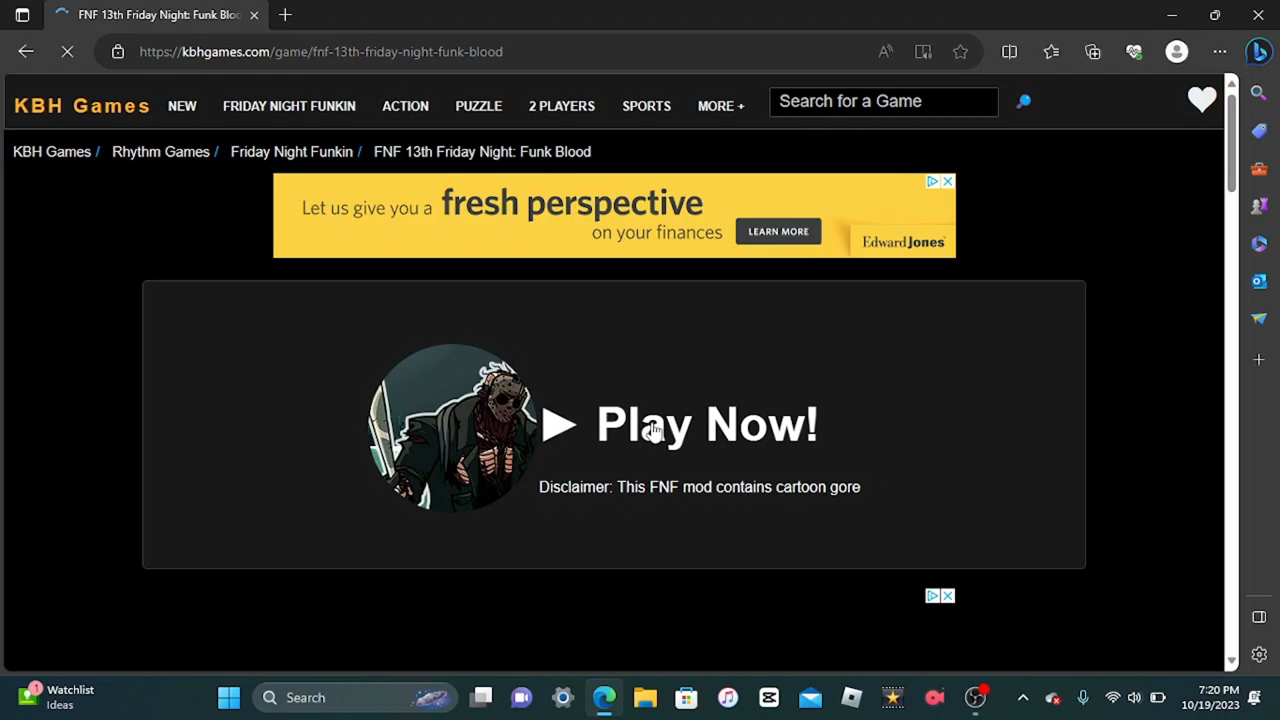 FNF 13th Friday Night: Funk Bloo
https://kbhgames.com/game/fnf-13th-friday-night-funk-blood
KBH Games
NEW
FRIDAY NIGHT FUNKIN
ACTION
PUZZLE
2 PLAYERS
SPORTS
MORE +
Search for a Game
KBH Games / Rhythm Games / Friday Night Funkin / FNF 13th Friday Night: Funk Blood
Let us give you a fresh perspective
on your finances
LEARN MORE
Edward Jones
Play Now!
Disclaimer: This FNF mod contains cartoon gore
1
Watchlist
Ideas
Search
7:20 PM
10/19/2023